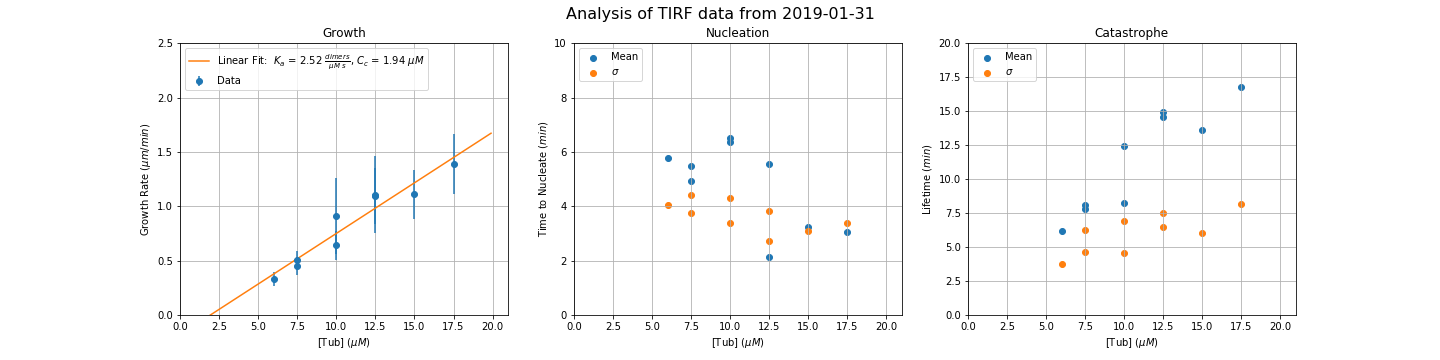 Analysis of TIRF data from 2019-01-31
Growth
Linear Fit: Kₐ = 2.52 dimers/μM s, C_c = 1.94 μM
Data
Growth Rate (μm/min)
2.5
2.0
1.5
1.0
0.5
0.0
0.0 2.5 5.0 7.5 10.0 12.5 15.0 17.5 20.0
[Tub] (μM)
Nucleation
Mean
σ
Time to Nucleate (min)
10
8
6
4
2
0
0.0 2.5 5.0 7.5 10.0 12.5 15.0 17.5 20.0
[Tub] (μM)
Catastrophe
Mean
σ
Lifetime (min)
20.0
17.5
15.0
12.5
10.0
7.5
5.0
2.5
0.0
0.0 2.5 5.0 7.5 10.0 12.5 15.0 17.5 20.0
[Tub] (μM)